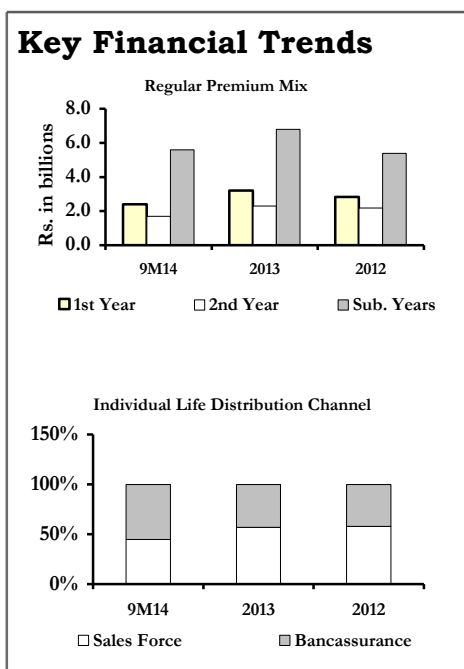 Key Financial Trends
Regular Premium Mix
Rs. in billions
8.0
6.0
4.0
2.0
0.0
9M14 2013 2012
1st Year 2nd Year Sub. Years
Individual Life Distribution Channel
150%
100%
50%
0%
9M14 2013 2012
Sales Force Bancassurance